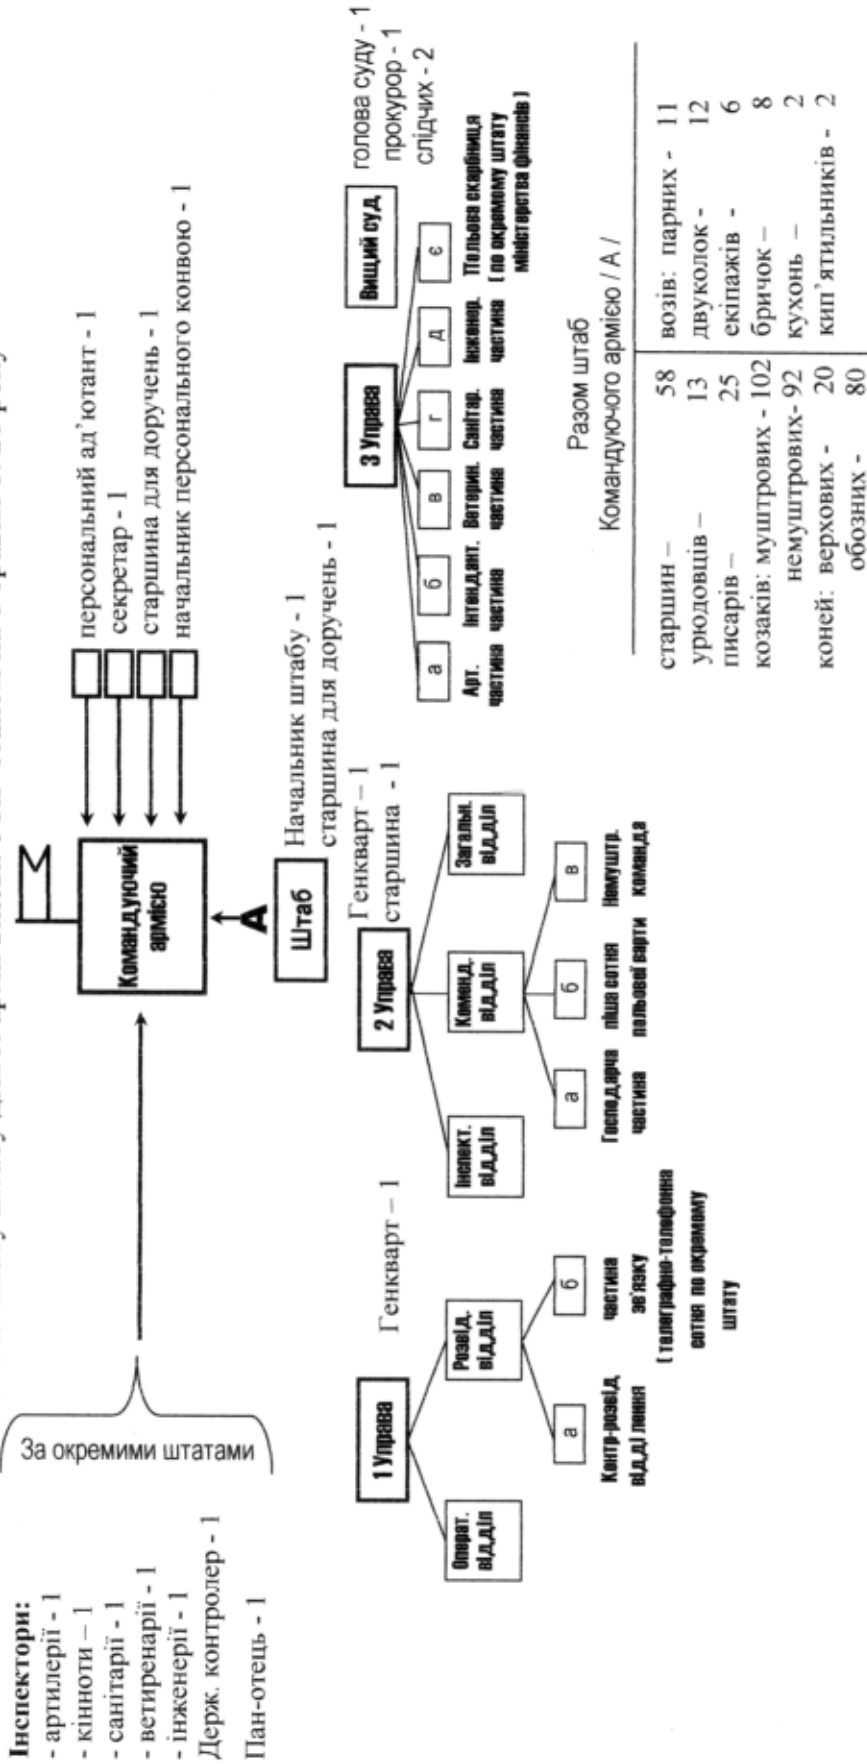 Інспектори:
- артилерії - 1
- кінноти – 1
- санітарії - 1
- ветиренарії - 1
- інженерії - 1
Держ. контролер - 1
Пан-отець - 1
За окремими штатами
Командуючий
армією
персональний ад’ютант - 1
секретар - 1
старшина для доручень - 1
начальник персонального конвою - 1
А
Штаб
Начальник штабу - 1
старшина для доручень - 1
1 Управа
Генкварт – 1
Операт.
відділ
Розвід.
відділ
а
б
Контр-розвід.
відді лення
частина
зв'язку
( телеграфно-телефонна
сотня по окремому
штату
2 Управа
Генкварт – 1
старшина - 1
Інспект.
відділ
Коменд.
відділ
Загальн.
відділ
а
б
в
Господарча
частина
піша сотня
польової варти
Немуштр.
команда
3 Управа
а
б
в
г
д
є
Арт.
частина
Інтендант.
частина
Ветерин.
частина
Санітар.
частина
Інженер.
частина
Польова скарбниця
( по окремому штату
міністерства фінансів )
Вищий суд
голова суду - 1
прокурор - 1
слідчих - 2
Разом штаб
Командуючого армією / А /
старшин – 58
урюдовців – 13
писарів – 25
козаків: муштрових - 102
немуштрових- 92
коней: верхових - 20
обозних - 80
возів: парних - 11
двуколок - 12
екіпажів - 6
бричок – 8
кухонь – 2
кип’ятильників - 2